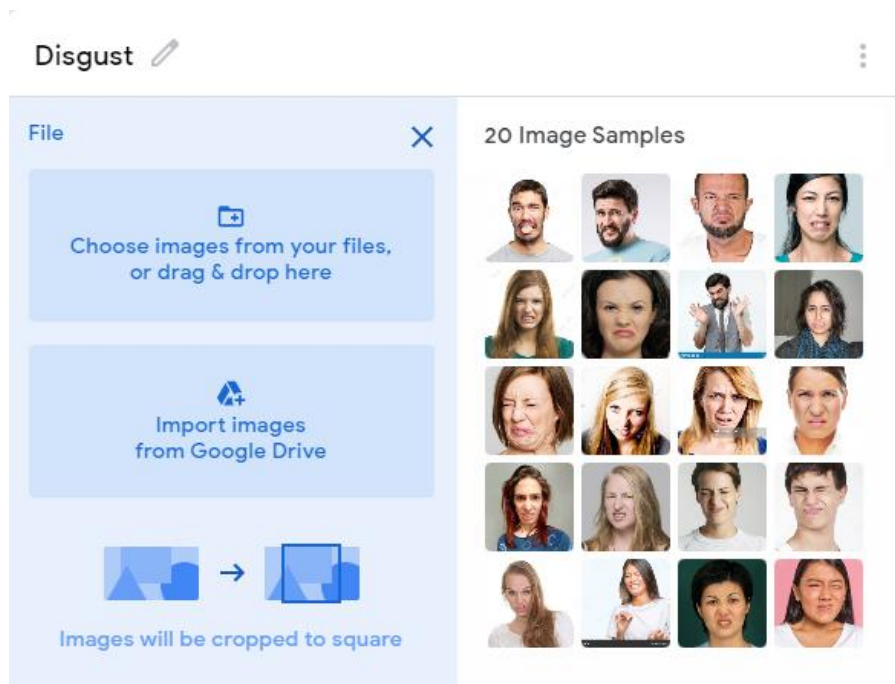 Disgust
File
20 Image Samples
Choose images from your files,
or drag & drop here
Import images
from Google Drive
Images will be cropped to square